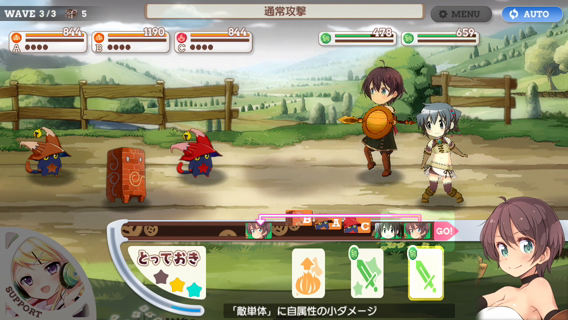 通常攻撃
WAVE 3/3 5
MENU
AUTO
844
1190
844
478
659
A
B
C
B A C
GO!
とっておき
SUPPORT
「敵単体」に自属性の小ダメージ